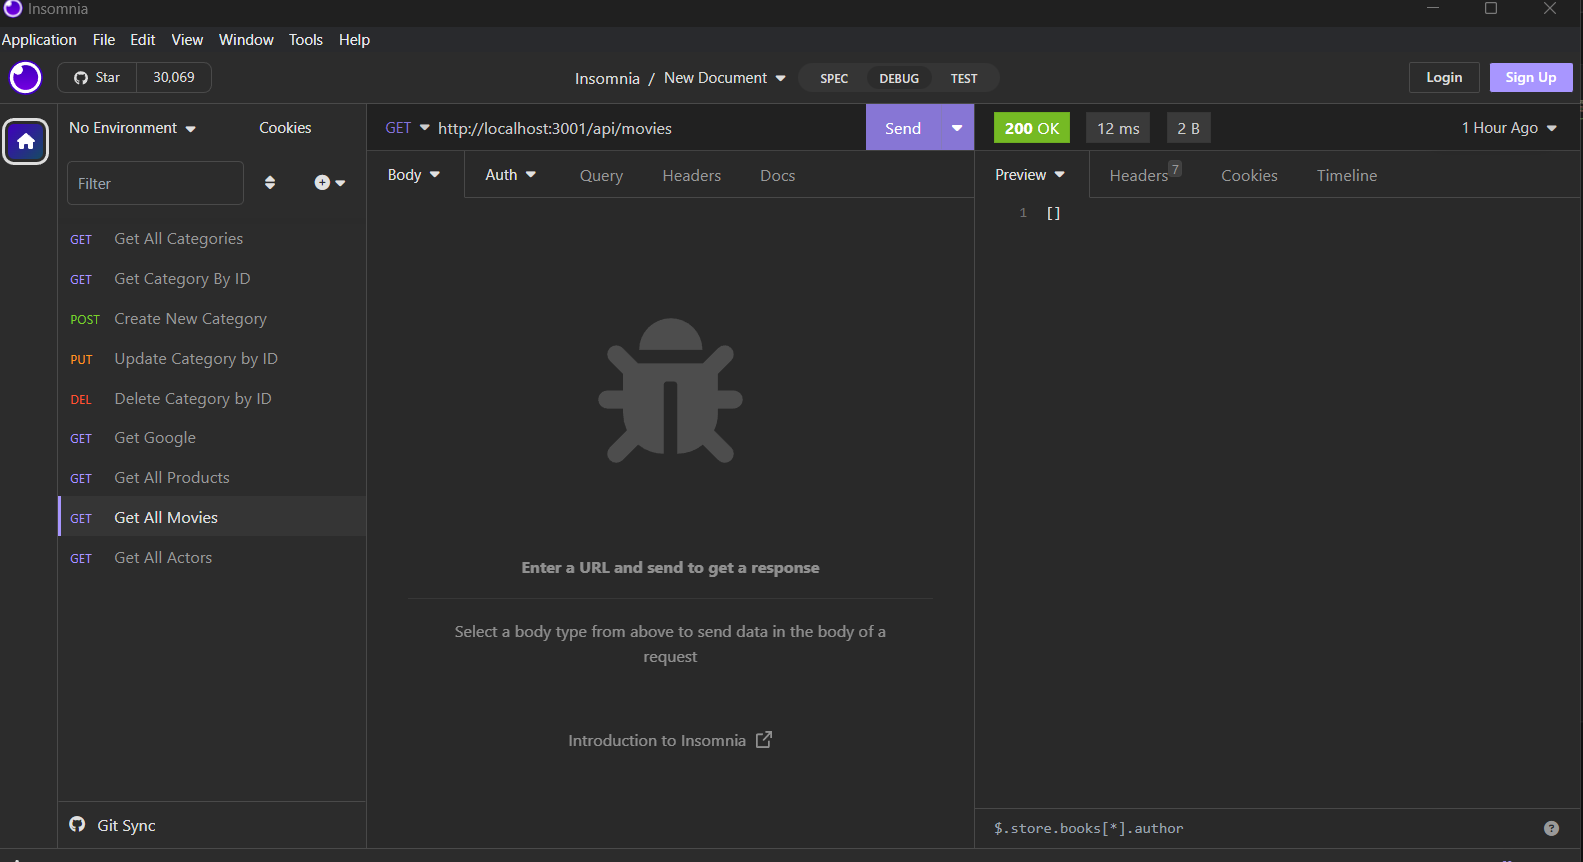 Insomnia
Application File Edit View Window Tools Help
Star 30,069
Insomnia / New Document
SPEC DEBUG TEST
Login Sign Up
No Environment Cookies
GET http://localhost:3001/api/movies Send
200 OK 12 ms 2 B 1 Hour Ago
Filter
Body Auth Query Headers Docs
Preview Headers 7 Cookies Timeline
1 []
GET Get All Categories
GET Get Category By ID
POST Create New Category
PUT Update Category by ID
DEL Delete Category by ID
GET Get Google
GET Get All Products
GET Get All Movies
GET Get All Actors
Enter a URL and send to get a response
Select a body type from above to send data in the body of a
request
Introduction to Insomnia
Git Sync
$.store.books[*].author ?